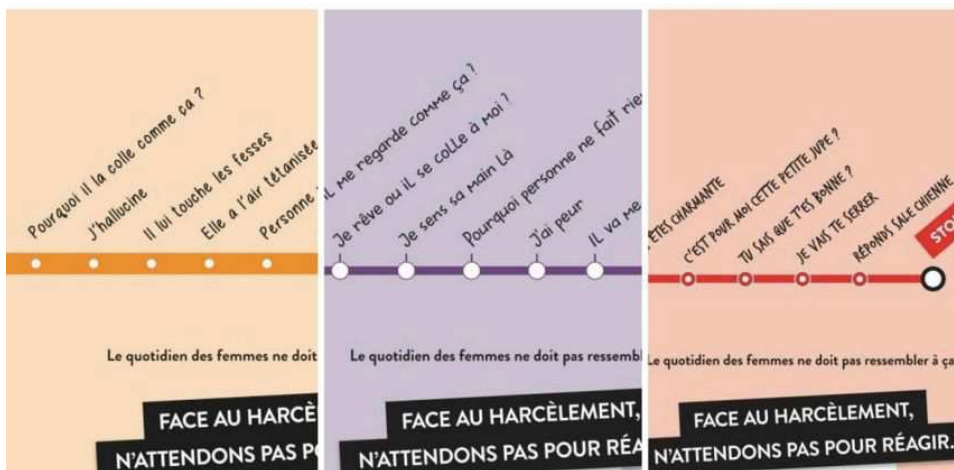 Pourquoi il la colle comme ça ?
J'hallucine
Il lui touche les fesses
Elle a l'air tétanisée
Personne
Le quotidien des femmes ne doit
FACE AU HARCÈ
N'ATTENDONS PAS P
IL me regarde comme ça ?
Je rêve ou il se colle à moi ?
Je sens sa main là
Pourquoi personne ne fait rie
J'ai peur
IL va me
Le quotidien des femmes ne doit pas ressembl
FACE AU HARCÈLEMENT,
N'ATTENDONS PAS POUR RÉA
ÊTES CHARMANTE
C'EST POUR MOI CETTE PETITE JUPE ?
TU SAIS QUE T'ES BONNE ?
JE VAIS TE SERRER
RÉPONDS SALE CHIENNE
STO
Le quotidien des femmes ne doit pas ressembler à ça
FACE AU HARCÈLEMENT,
N'ATTENDONS PAS POUR RÉAGIR.